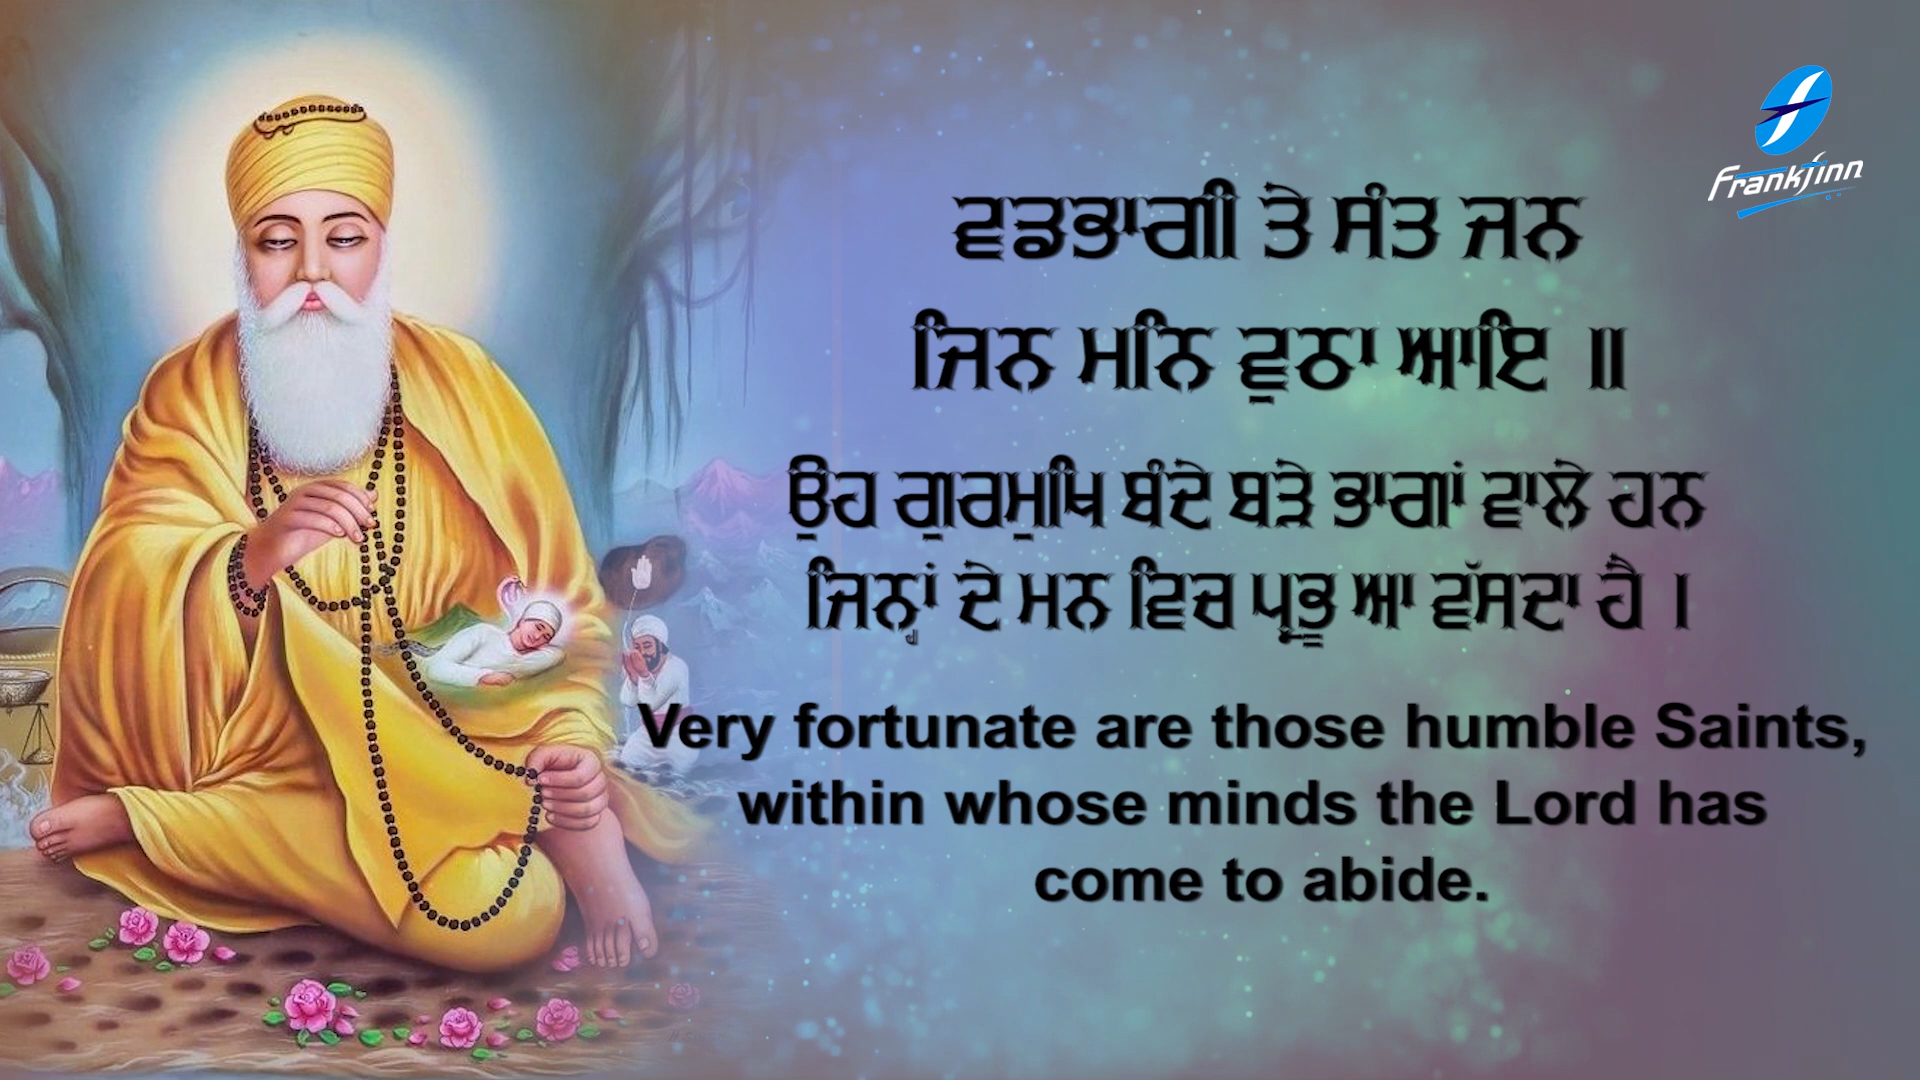 Frankfinn
ਵਡਭਾਗੀ ਤੇ ਸੰਤ ਜਨ
ਜਿਨ ਮਨਿ ਵੁਠਾ ਆਇ ॥
ਉਹ ਗੁਰਮੁਖਿ ਬੰਦੇ ਬੜੇ ਭਾਗਾਂ ਵਾਲੇ ਹਨ
ਜਿਨ੍ਹਾਂ ਦੇ ਮਨ ਵਿਚ ਪ੍ਰਭੂ ਆ ਵੱਸਦਾ ਹੈ ।
Very fortunate are those humble Saints,
within whose minds the Lord has
come to abide.